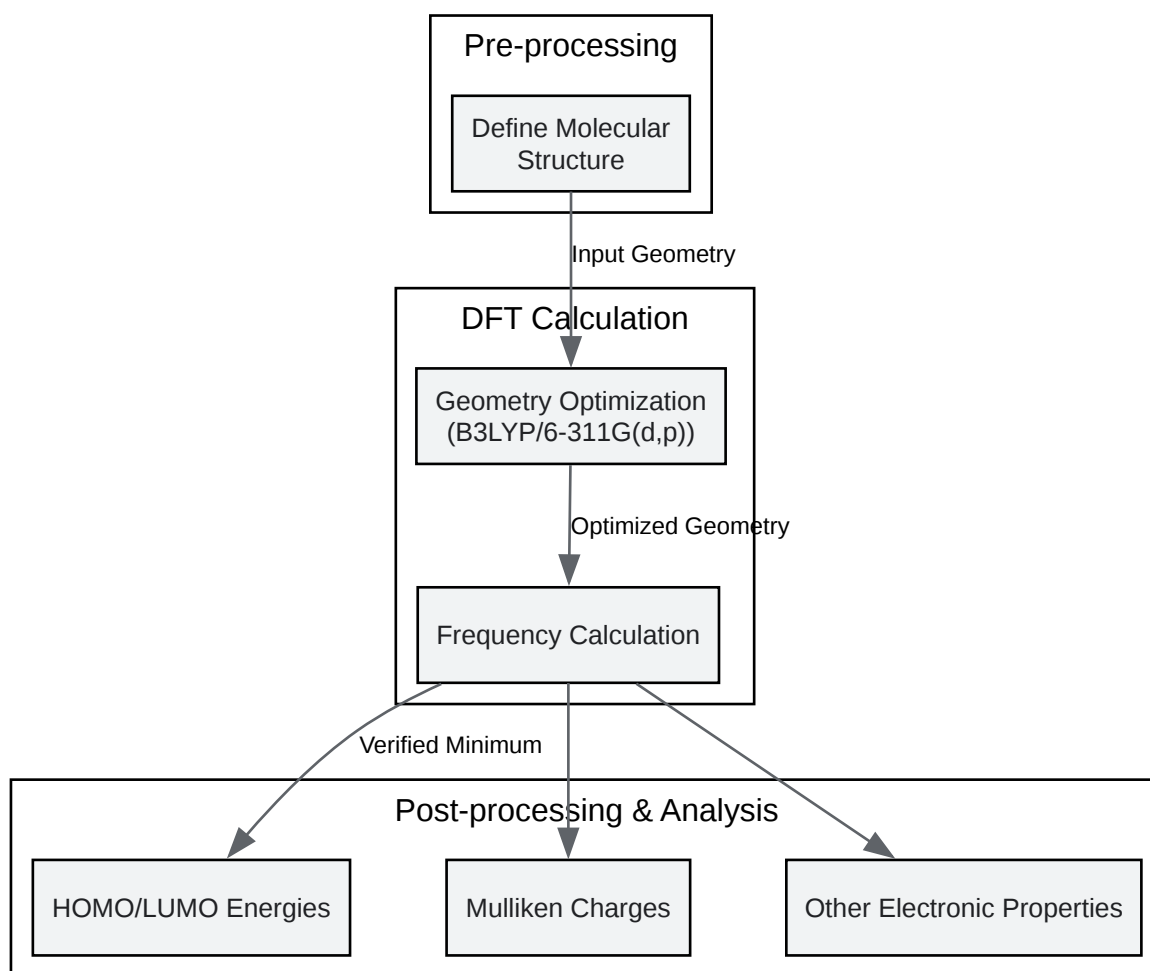 Pre-processing
Define Molecular
Structure
Input Geometry
DFT Calculation
Geometry Optimization
(B3LYP/6-311G(d,p))
Optimized Geometry
Frequency Calculation
Verified Minimum
Post-processing & Analysis
HOMO/LUMO Energies
Mulliken Charges
Other Electronic Properties